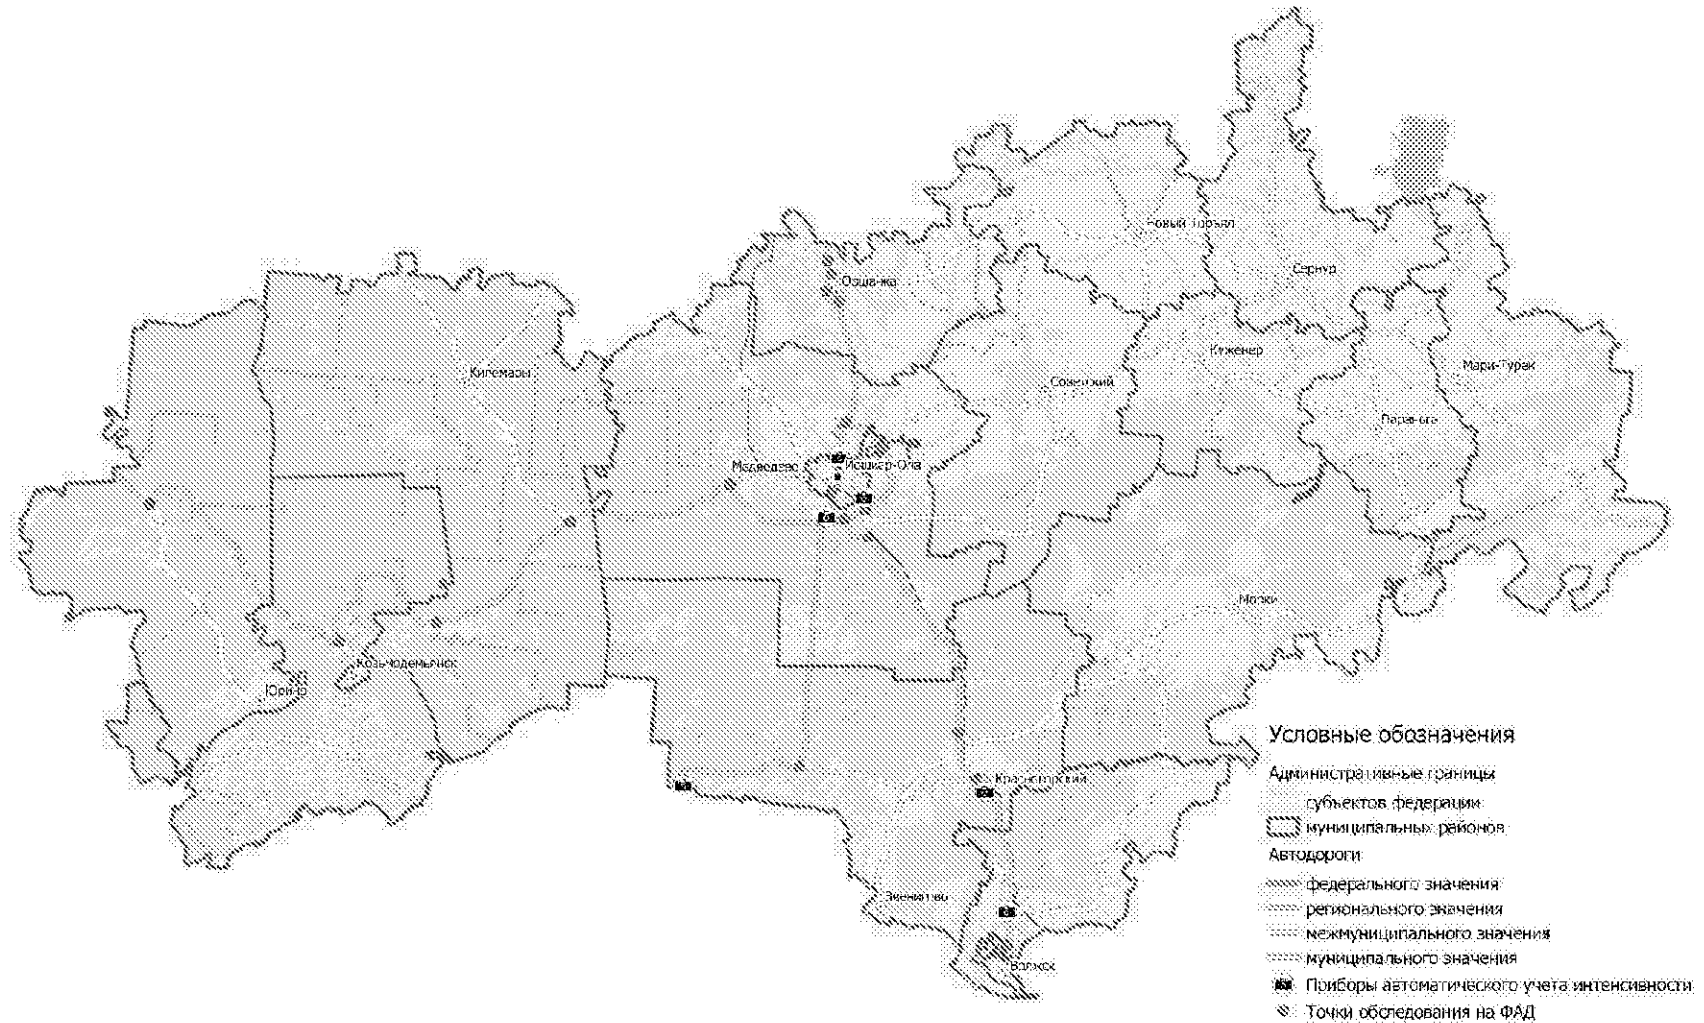 Новый Торъял
Сернур
Оршанка
Куженер
Килемары
Мари-Турек
Советский
Параньга
Медведево
Йошкар-Ола
Морки
Козьмодемьянск
Юрино
Красногорский
Звенигово
Волжск
Условные обозначения
Административные границы
субъектов федерации
муниципальных районов
Автодороги
федерального значения
регионального значения
межмуниципального значения
муниципального значения
Приборы автоматического учета интенсивности
Точки обследования на ФАД